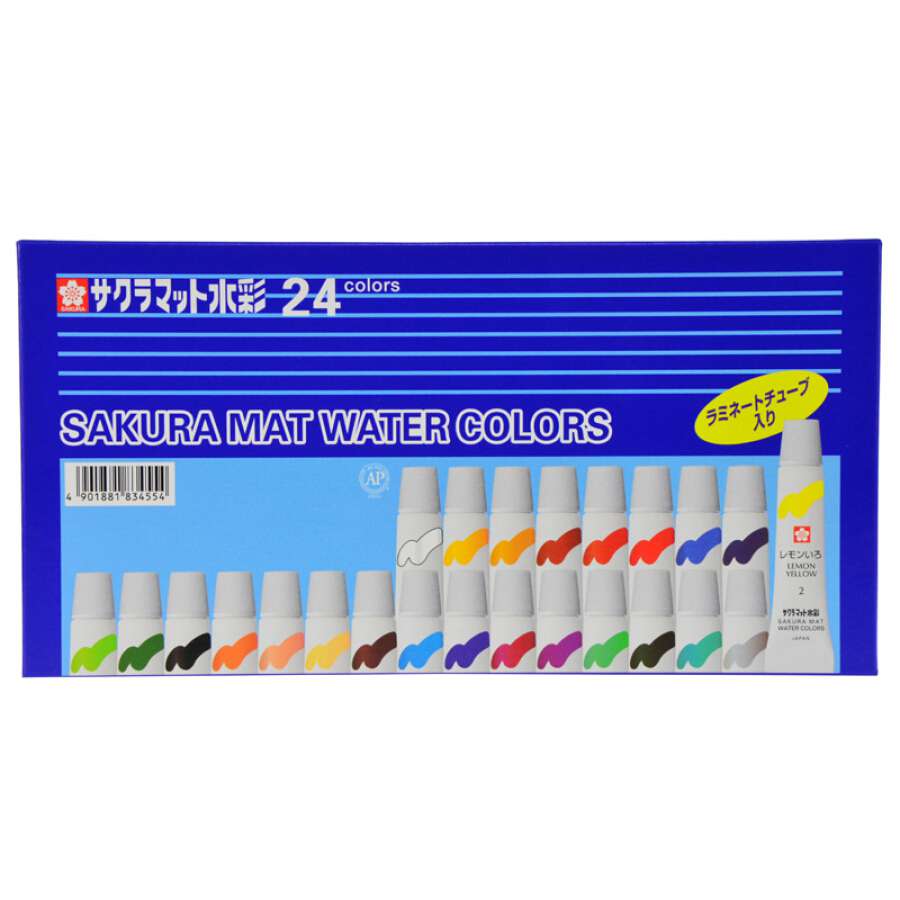 サクラマット水彩 24 colors
SAKURA
SAKURA MAT WATER COLORS
ラミネートチューブ
入り
4 901881 834554
AP
レモンいろ
LEMON
YELLOW
2
サクラマット水彩
SAKURA MAT
WATER COLORS
JAPAN